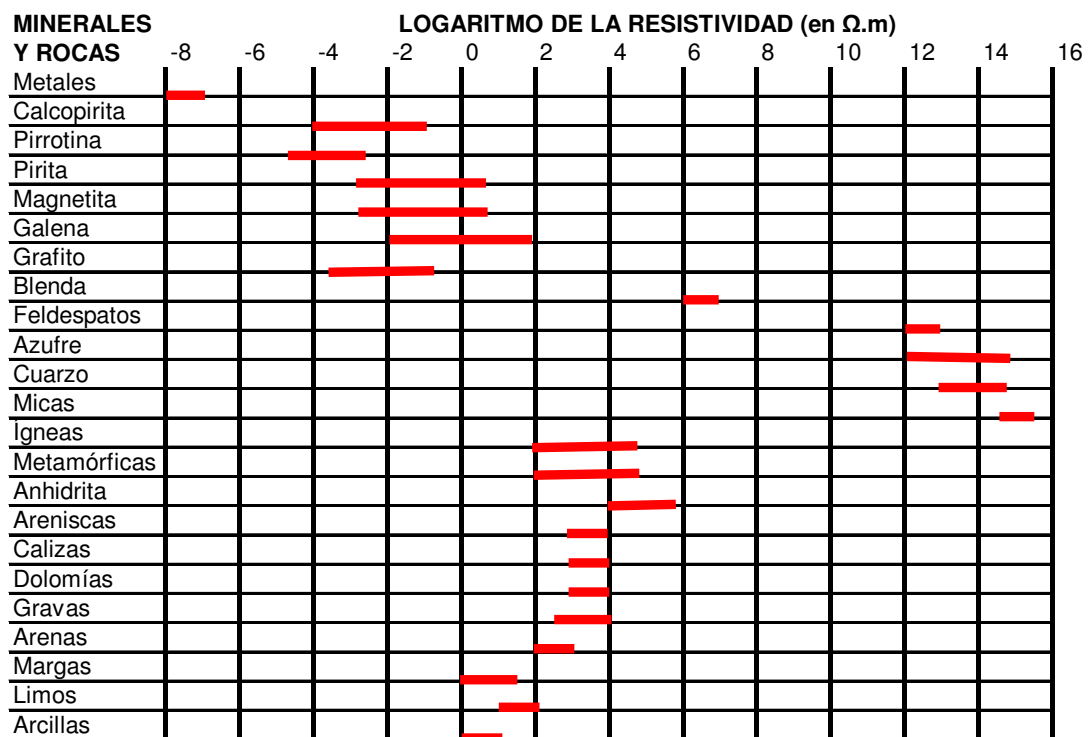 MINERALES LOGARITMO DE LA RESISTIVIDAD (en Ω.m)
Y ROCAS -8 -6 -4 -2 0 2 4 6 8 10 12 14 16
Metales
Calcopirita
Pirrotina
Pirita
Magnetita
Galena
Grafito
Blenda
Feldespatos
Azufre
Cuarzo
Micas
Ìgneas
Metamórficas
Anhidrita
Areniscas
Calizas
Dolomías
Gravas
Arenas
Margas
Limos
Arcillas